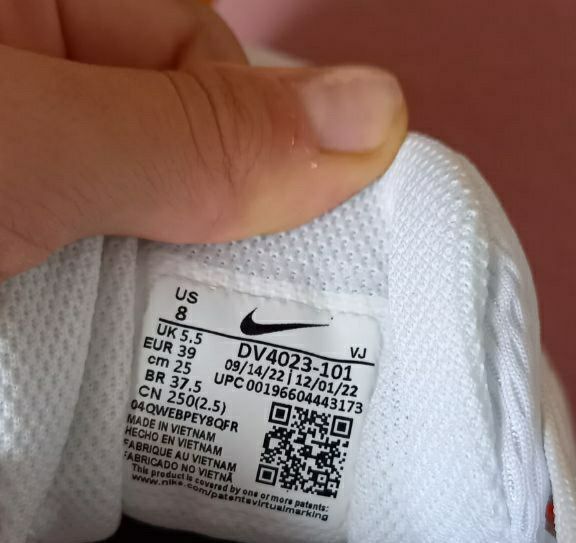 US
8
UK 5.5
EUR 39
cm 25
BR 37.5
CN 250(2.5)
DV4023-101 VJ
09/14/22 | 12/01/22
UPC 00196604443173
04QWEBPEY8QFR
MADE IN VIETNAM
HECHO EN VIETNAM
FABRIQUE AU VIETNAM
FABRICADO NO VIETNÃ
This product is covered by one or more patents:
www.nike.com/patentsvirtualmarking